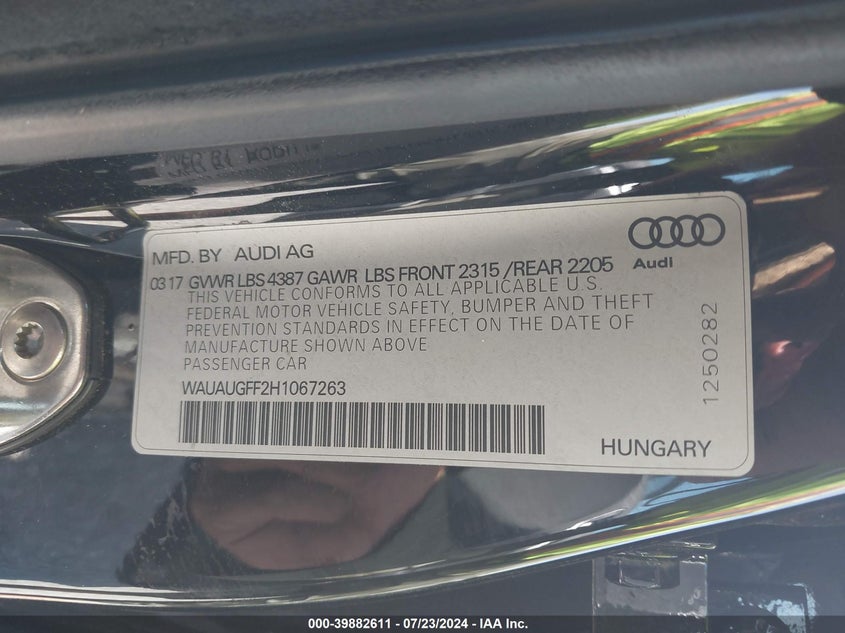 MFD. BY AUDI AG
0317 GVWR LBS 4387 GAWR LBS FRONT 2315 / REAR 2205
THIS VEHICLE CONFORMS TO ALL APPLICABLE U.S.
FEDERAL MOTOR VEHICLE SAFETY, BUMPER AND THEFT
PREVENTION STANDARDS IN EFFECT ON THE DATE OF
MANUFACTURE SHOWN ABOVE
PASSENGER CAR
WAUAUGFF2H1067263
Audi
1250282
HUNGARY
000-39882611 - 07/23/2024 - IAA Inc.